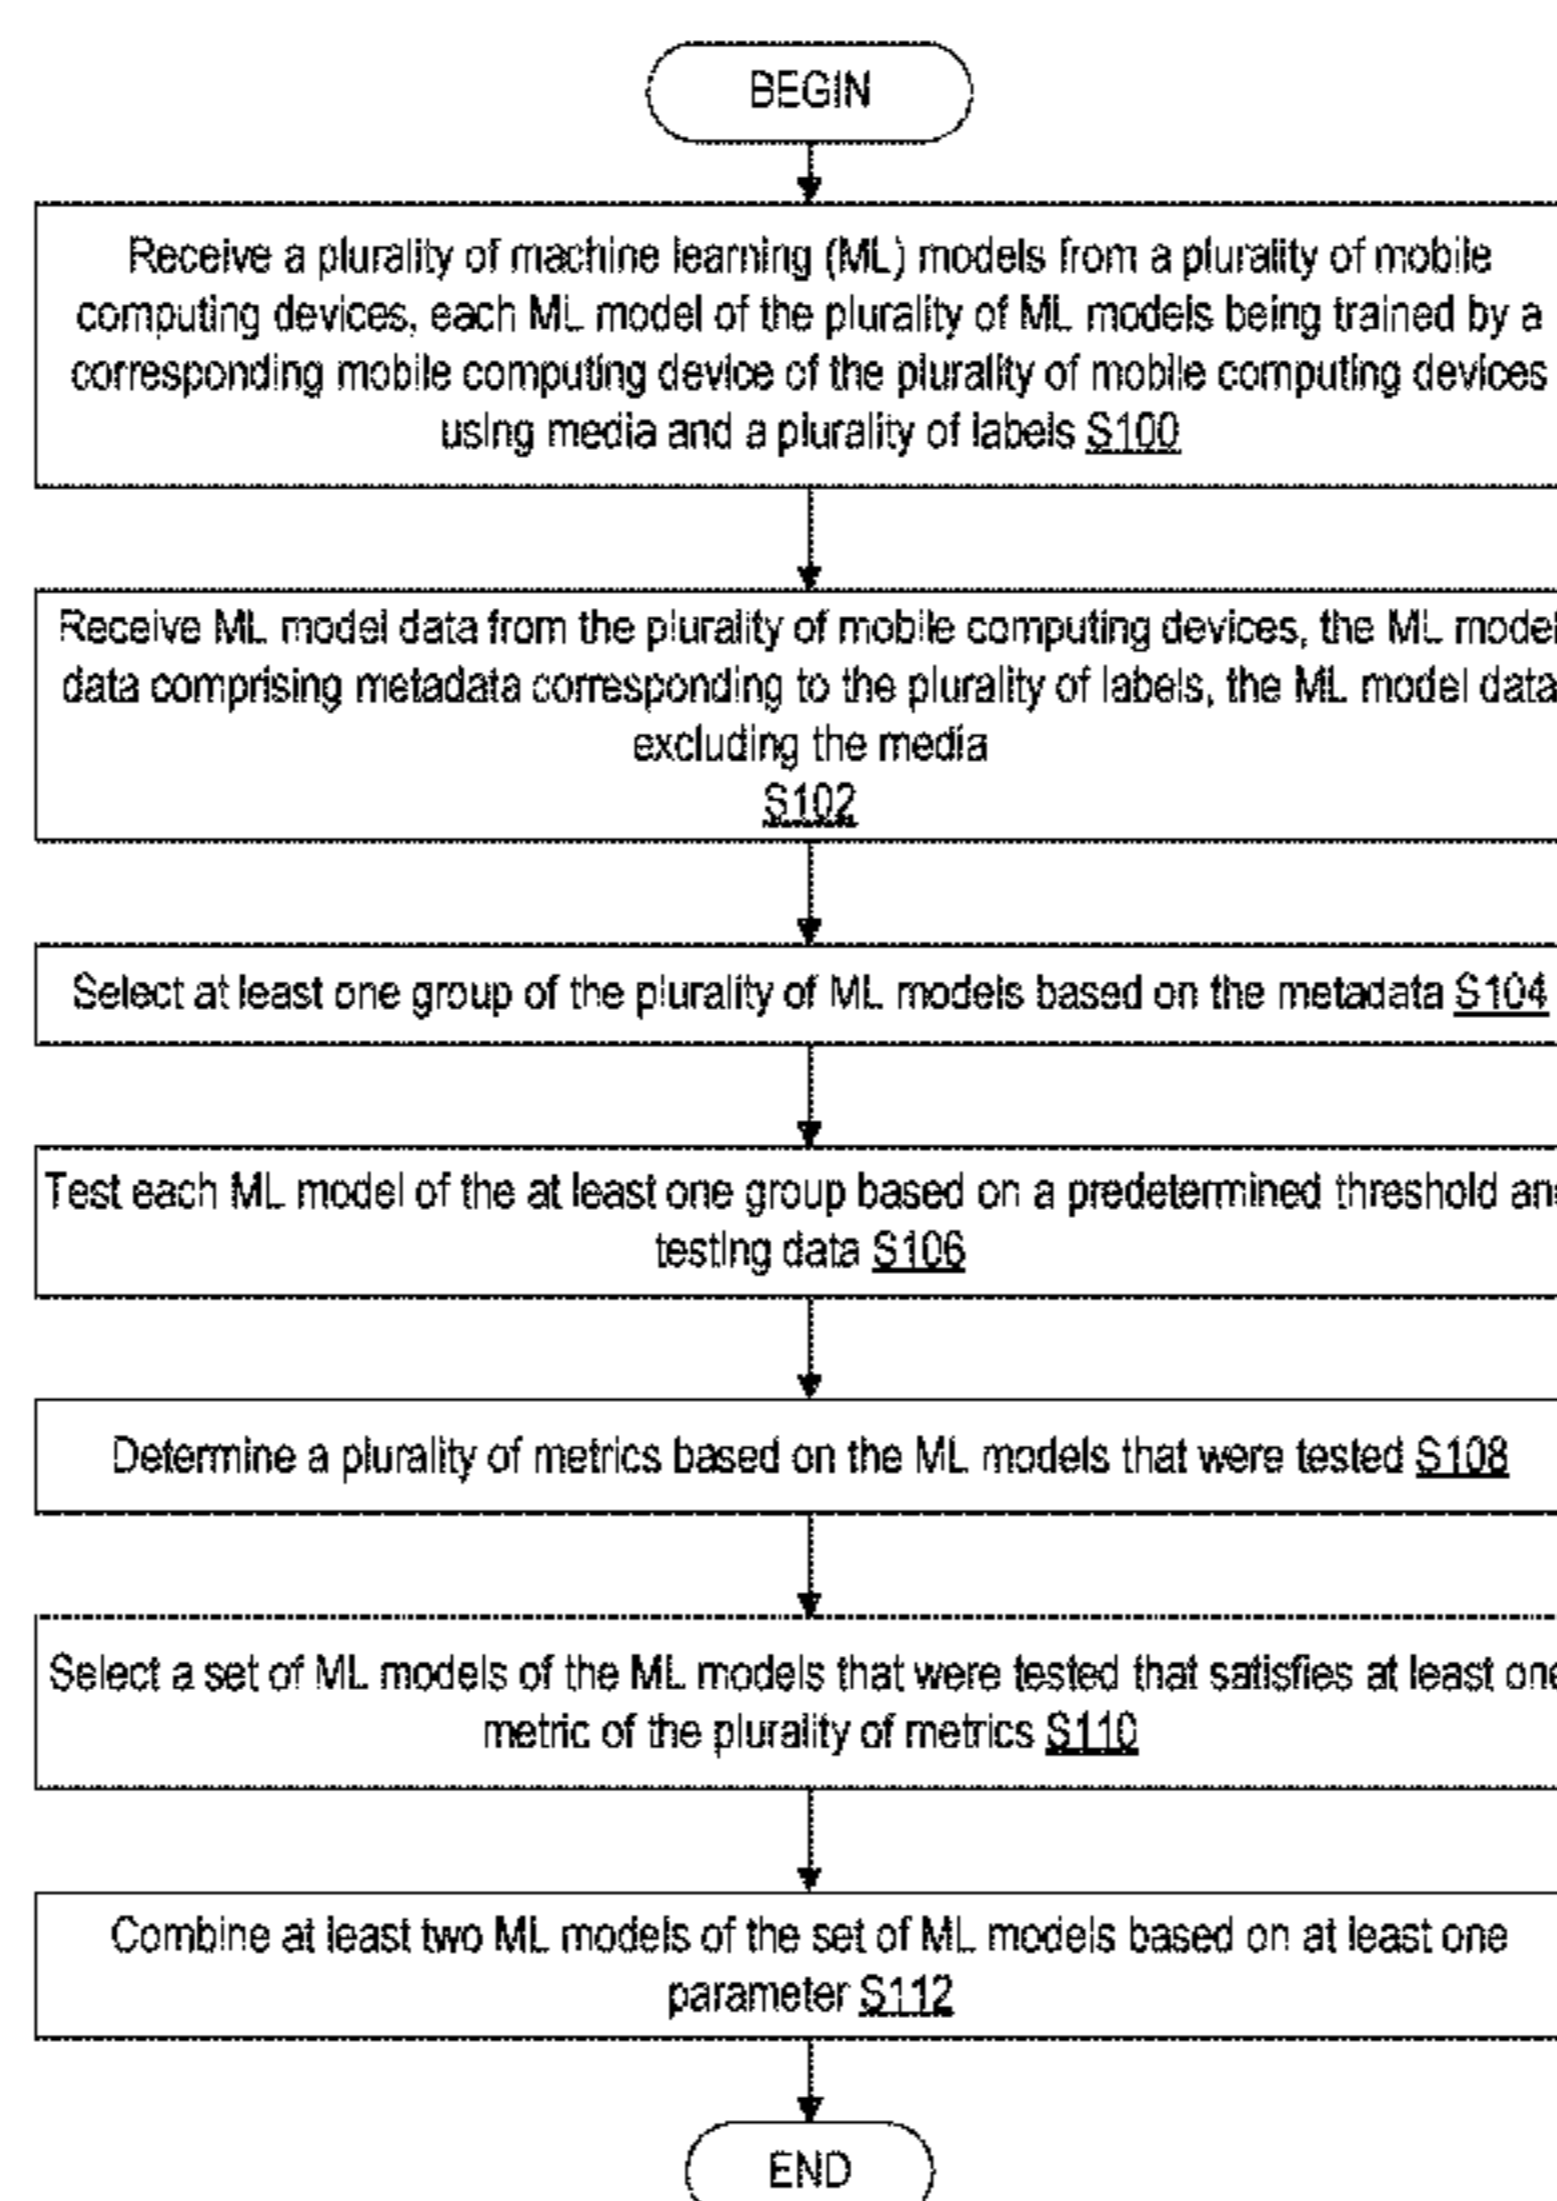 BEGIN
Receive a plurality of machine learning (ML) models from a plurality of mobile
computing devices, each ML model of the plurality of ML models being trained by a
corresponding mobile computing device of the plurality of mobile computing devices
using media and a plurality of labels S100
Receive ML model data from the plurality of mobile computing devices, the ML model
data comprising metadata corresponding to the plurality of labels, the ML model data
excluding the media
S102
Select at least one group of the plurality of ML models based on the metadata S104
Test each ML model of the at least one group based on a predetermined threshold an
testing data S106
Determine a plurality of metrics based on the ML models that were tested S108
Select a set of ML models of the ML models that were tested that satisfies at least one
metric of the plurality of metrics S110
Combine at least two ML models of the set of ML models based on at least one
parameter S112
END